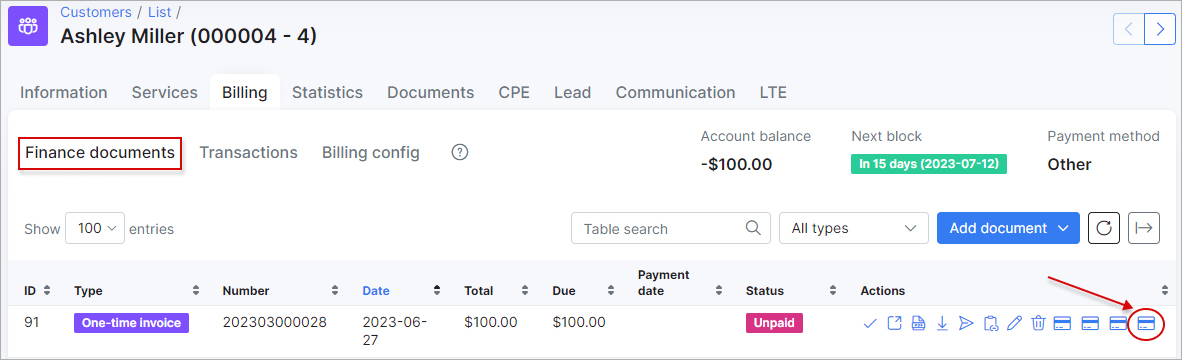 Customers / List /
Ashley Miller (000004 - 4)
Information Services Billing Statistics Documents CPE Lead Communication LTE
Finance documents Transactions Billing config ?
Account balance Next block Payment method
-$100.00 In 15 days (2023-07-12) Other
Show 100 entries Table search All types Add document
ID Type Number Date Total Due Payment date Status Actions
91 One-time invoice 202303000028 2023-06-27 $100.00 $100.00 Unpaid